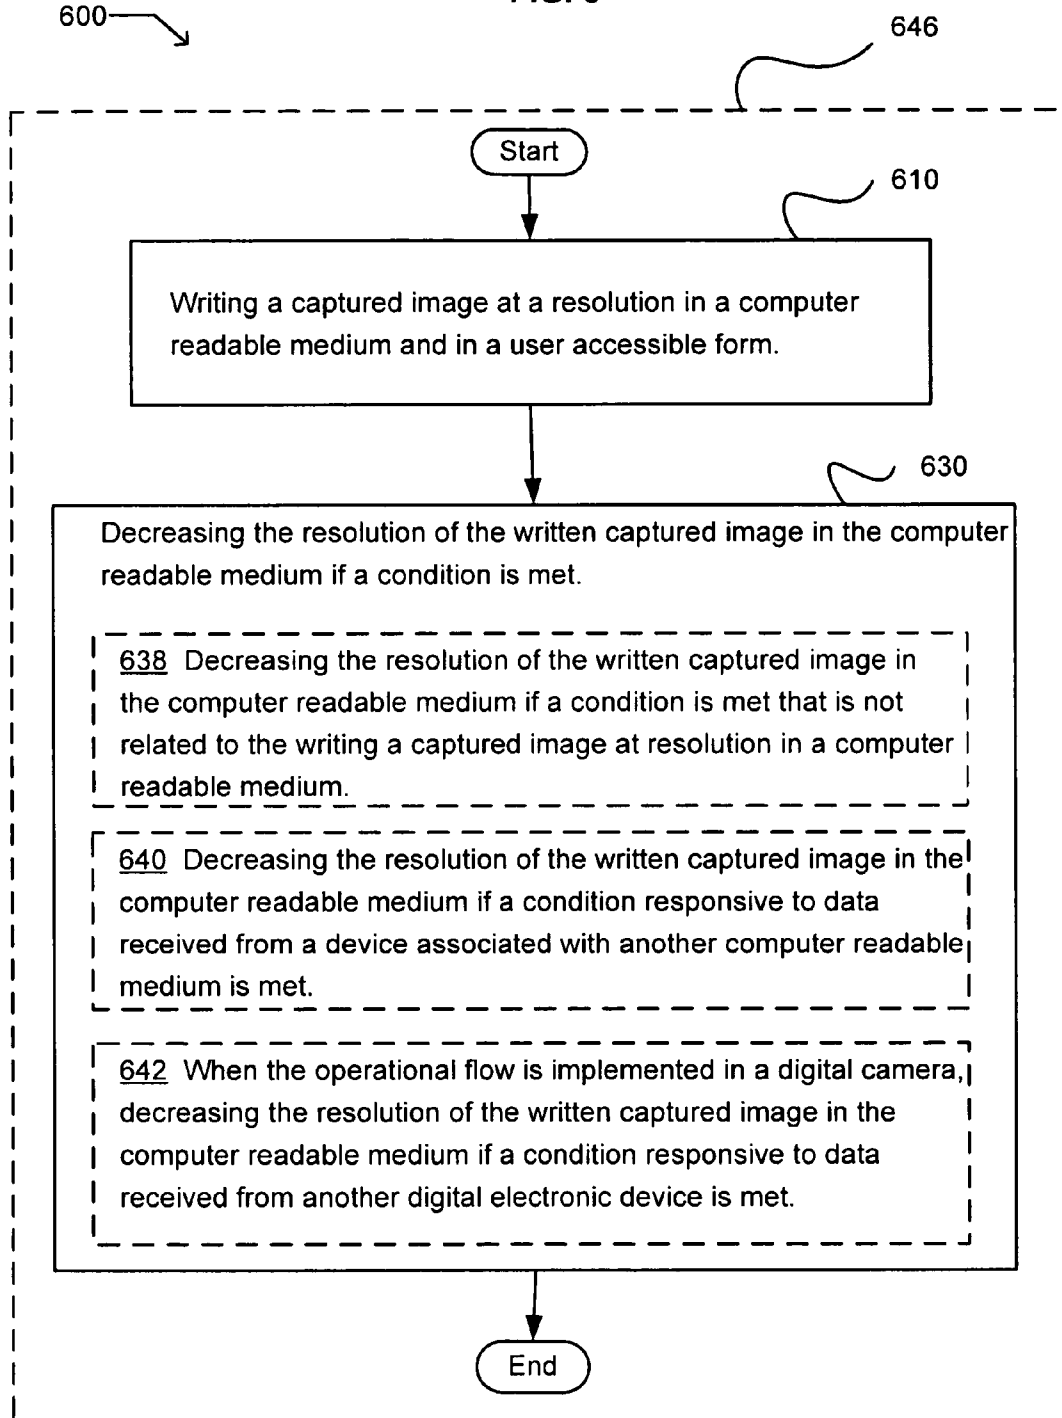 600
646
Start
610
Writing a captured image at a resolution in a computer
readable medium and in a user accessible form.
630
Decreasing the resolution of the written captured image in the computer
readable medium if a condition is met.
638 Decreasing the resolution of the written captured image in
the computer readable medium if a condition is met that is not
related to the writing a captured image at resolution in a computer
readable medium.
640 Decreasing the resolution of the written captured image in the
computer readable medium if a condition responsive to data
received from a device associated with another computer readable
medium is met.
642 When the operational flow is implemented in a digital camera,
decreasing the resolution of the written captured image in the
computer readable medium if a condition responsive to data
received from another digital electronic device is met.
End